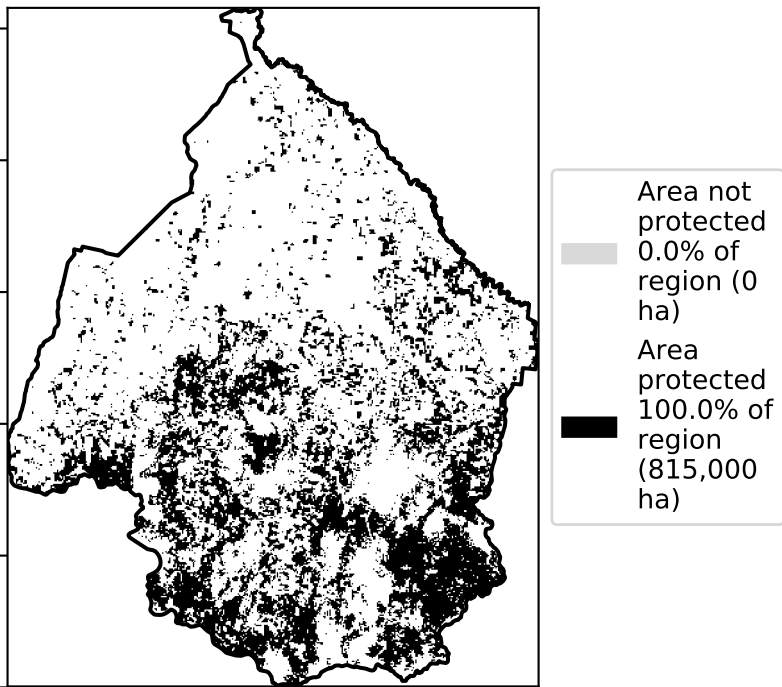 Area not
protected
0.0% of
region (0
ha)
Area
protected
100.0% of
region
(815,000
ha)